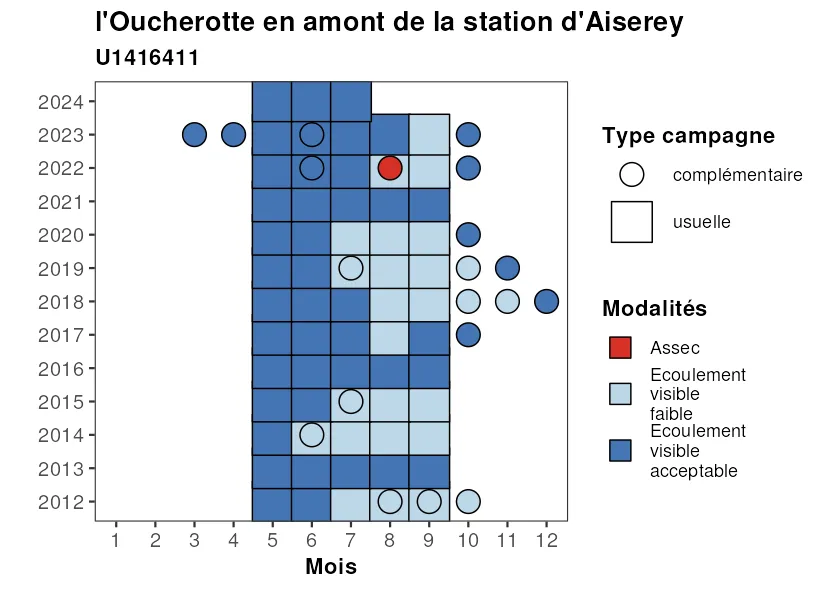 l'Oucherotte en amont de la station d'Aiserey
U1416411
2024
2023
2022
2021
2020
2019
2018
2017
2016
2015
2014
2013
2012
1 2 3 4 5 6 7 8 9 10 11 12
Mois
Type campagne
complémentaire
usuelle
Modalités
Assec
Ecoulement
visible
faible
Ecoulement
visible
acceptable